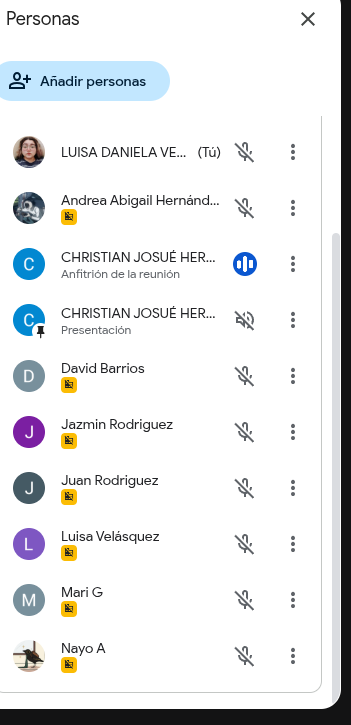 Personas
Añadir personas
LUISA DANIELA VE... (Tú)
Andrea Abigail Hernánd...
C CHRISTIAN JOSUÉ HER...
Anfitrión de la reunión
C CHRISTIAN JOSUÉ HER...
Presentación
D David Barrios
J Jazmin Rodriguez
J Juan Rodriguez
L Luisa Velásquez
M Mari G
Nayo A